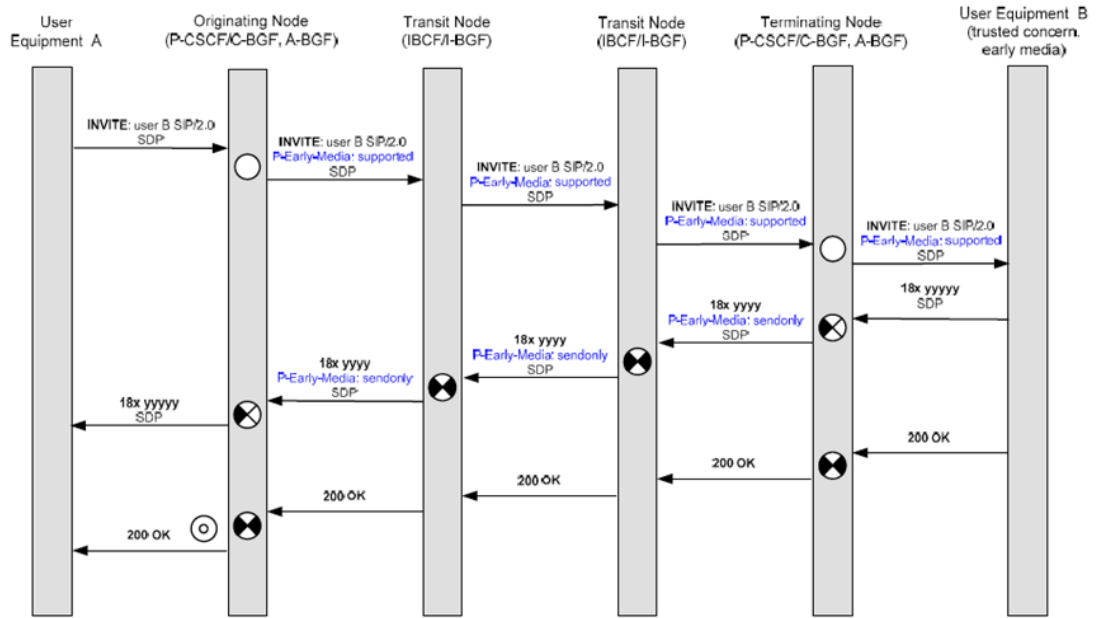 User
Equipment A
Originating Node
(P-CSCF/C-BGF, A-BGF)
Transit Node
(IBCF/I-BGF)
Transit Node
(IBCF/I-BGF)
Terminating Node
(P-CSCF/C-BGF, A-BGF)
User Equipment B
(trusted concern.
early media)
INVITE: user B SIP/2.0
SDP
INVITE: user B SIP/2.0
P-Early-Media: supported
SDP
INVITE: user B SIP/2.0
P-Early-Media: supported
SDP
INVITE: user B SIP/2.0
P-Early-Media: supported
SDP
INVITE: user B SIP/2.0
P-Early-Media: supported
SDP
18x yyyyy
SDP
18x yyyy
P-Early-Media: sendonly
SDP
18x yyyy
P-Early-Media: sendonly
SDP
18x yyyy
P-Early-Media: sendonly
SDP
18x yyyyy
SDP
200 OK
200 OK
200 OK
200 OK
200 OK